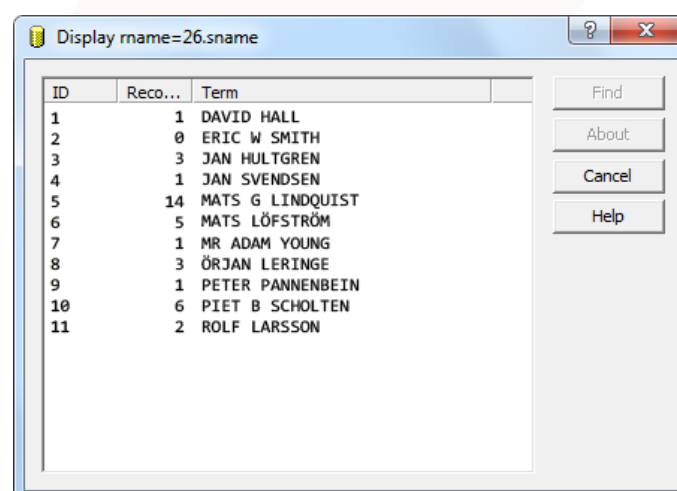 Display rname=26.sname
ID Reco... Term
1 1 DAVID HALL
2 0 ERIC W SMITH
3 3 JAN HULTGREN
4 1 JAN SVENDSEN
5 14 MATS G LINDQUIST
6 5 MATS LÖFSTRÖM
7 1 MR ADAM YOUNG
8 3 ÖRJAN LERINGE
9 1 PETER PANNENBEIN
10 6 PIET B SCHOLTEN
11 2 ROLF LARSSON
Find
About
Cancel
Help